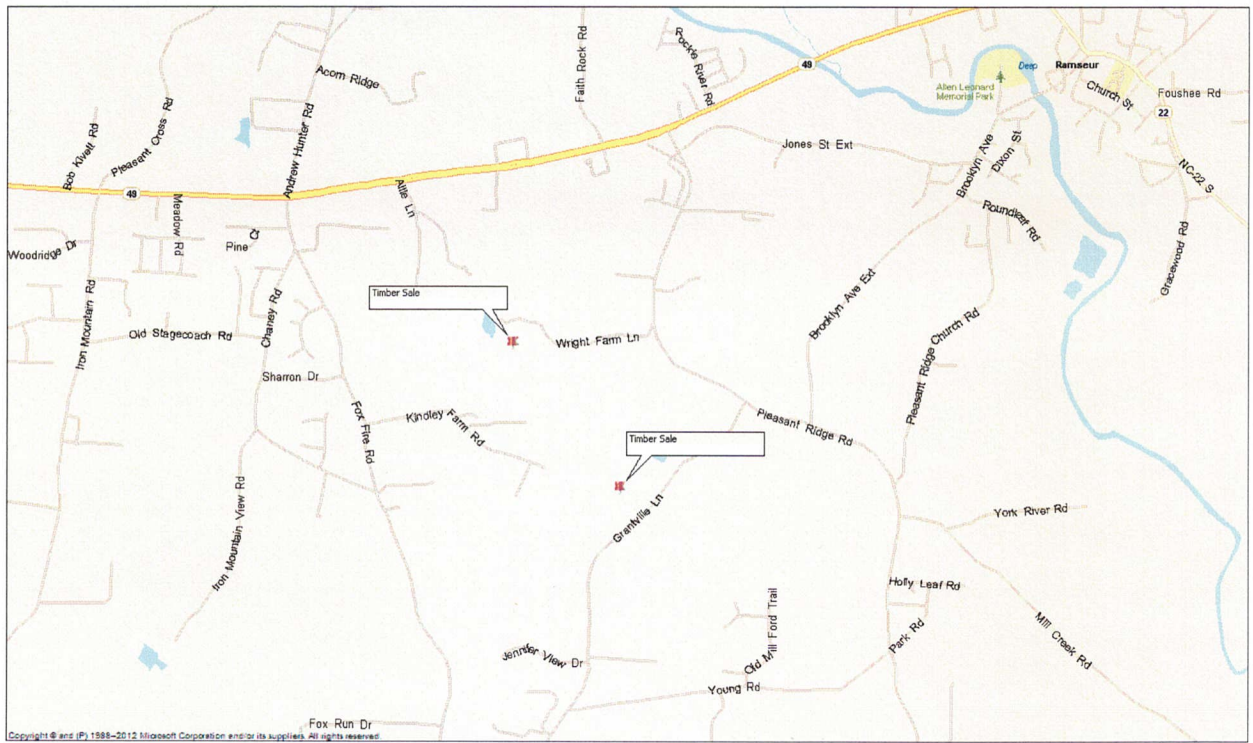 49
Deep
Ramseur
Rockie River Rd
Faith Rock Rd
Acorn Ridge
Allen Leonard
Memorial Park
Church St
Foushee Rd
22
Pleasant Cross Rd
Andrew Hunter Rd
Bob Kivett Rd
Jones St Ext
Brooklyn Ave
Dixon St
NC-22 S
49
Meadow Rd
Allie Ln
Roundleaf Rd
Woodridge Dr
Pine Ct
Gracewood Rd
Timber Sale
Iron Mountain Rd
Old Stagecoach Rd
Chaney Rd
Wright Farm Ln
Brooklyn Ave Ext
Pleasant Ridge Church Rd
Sharron Dr
Fox Fire Rd
Kindley Farm Rd
Pleasant Ridge Rd
Timber Sale
Iron Mountain View Rd
Grantville Ln
York River Rd
Holly Leaf Rd
Old Mill Ford Trail
Park Rd
Mill Creek Rd
Jennifer View Dr
Young Rd
Fox Run Dr
Copyright © and (P) 1988–2012 Microsoft Corporation and/or its suppliers. All rights reserved.